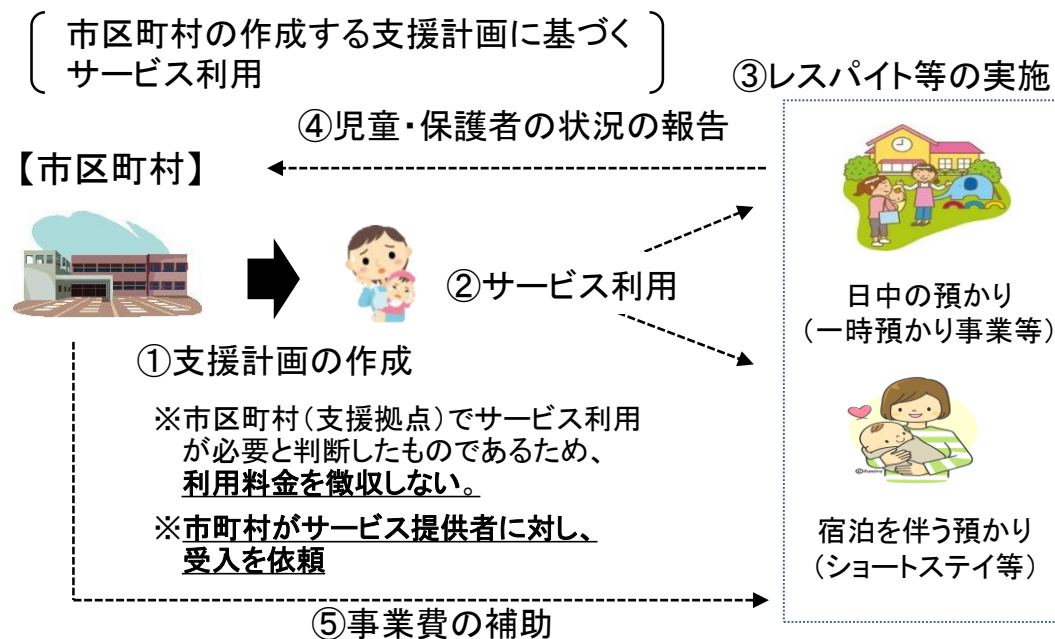 市区町村の作成する支援計画に基づく
サービス利用
③レスパイト等の実施
④児童・保護者の状況の報告
【市区町村】
②サービス利用
日中の預かり
（一時預かり事業等）
①支援計画の作成
※市区町村（支援拠点）でサービス利用
が必要と判断したものであるため、
利用料金を徴収しない。
※市町村がサービス提供者に対し、
受入を依頼
宿泊を伴う預かり
（ショートステイ等）
⑤事業費の補助